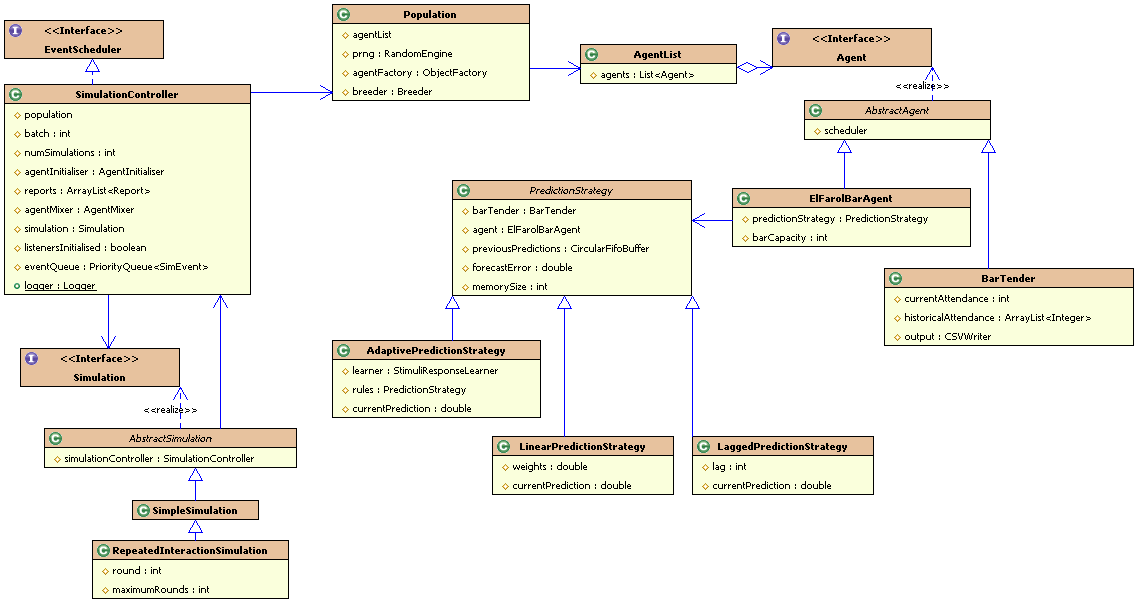 I
<<Interface>>
EventScheduler
C
SimulationController
population
batch : int
numSimulations : int
agentInitialiser : AgentInitialiser
reports : ArrayList<Report>
agentMixer : AgentMixer
simulation : Simulation
listenersInitialised : boolean
eventQueue : PriorityQueue<SimEvent>
logger : Logger
C
Population
agentList
prng : RandomEngine
agentFactory : ObjectFactory
breeder : Breeder
C
AgentList
agents : List<Agent>
I
<<Interface>>
Agent
<<realize>>
C
AbstractAgent
scheduler
C
PredictionStrategy
barTender : BarTender
agent : ElFarolBarAgent
previousPredictions : CircularFifoBuffer
forecastError : double
memorySize : int
C
ElFarolBarAgent
predictionStrategy : PredictionStrategy
barCapacity : int
C
BarTender
currentAttendance : int
historicalAttendance : ArrayList<Integer>
output : CSVWriter
I
<<Interface>>
Simulation
<<realize>>
C
AbstractSimulation
simulationController : SimulationController
C
SimpleSimulation
C
RepeatedInteractionSimulation
round : int
maximumRounds : int
C
AdaptivePredictionStrategy
learner : StimuliResponseLearner
rules : PredictionStrategy
currentPrediction : double
C
LinearPredictionStrategy
weights : double
currentPrediction : double
C
LaggedPredictionStrategy
lag : int
currentPrediction : double